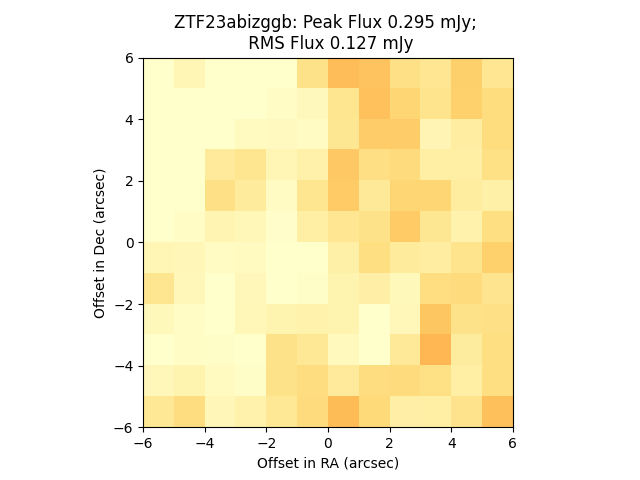 ZTF23abizggb: Peak Flux 0.295 mJy;
RMS Flux 0.127 mJy
6
4
2
0
−2
−4
−6
Offset in Dec (arcsec)
−6 −4 −2 0 2 4 6
Offset in RA (arcsec)